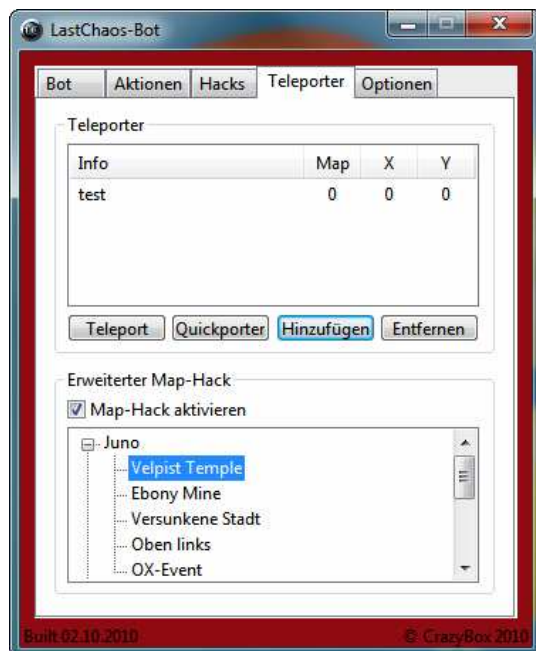 LastChaos-Bot
Bot Aktionen Hacks Teleporter Optionen
Teleporter
Info Map X Y
test 0 0 0
Teleport Quickporter Hinzufügen Entfernen
Erweiterter Map-Hack
Map-Hack aktivieren
Juno
Velpist Temple
Ebony Mine
Versunkene Stadt
Oben links
OX-Event
Built 02.10.2010 © CrazyBox 2010